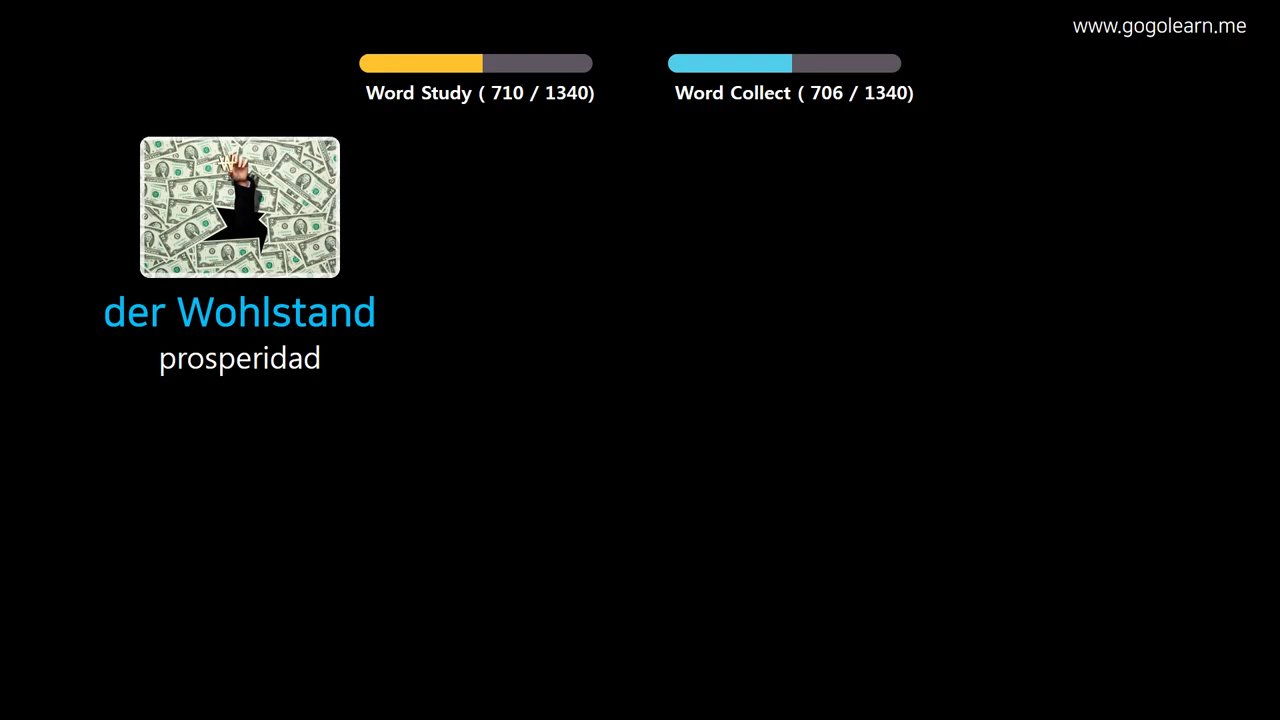 www.gogolearn.me
Word Study ( 710 / 1340)
Word Collect ( 706 / 1340)
der Wohlstand
prosperidad